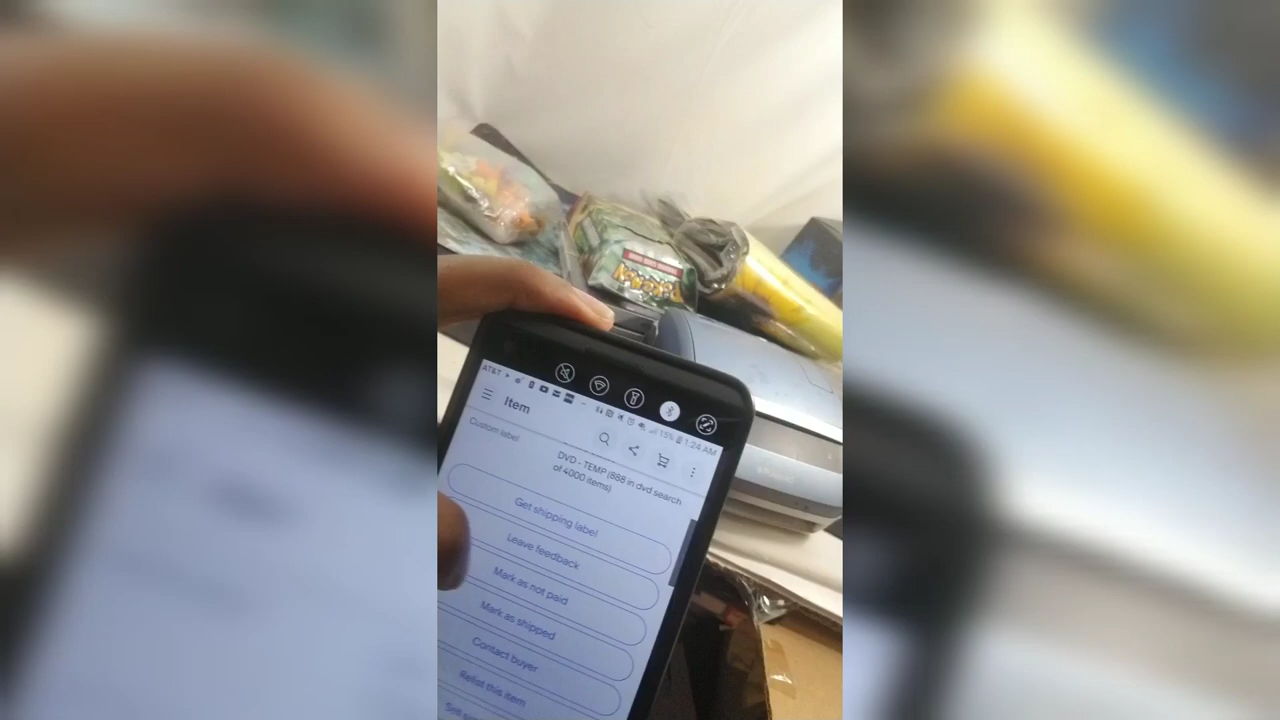 AT&T
15% 1:24 AM
Item
Custom label
DVD - TEMP (888 in dvd search
of 4000 items)
Get shipping label
Leave feedback
Mark as not paid
Mark as shipped
Contact buyer
Relist this item